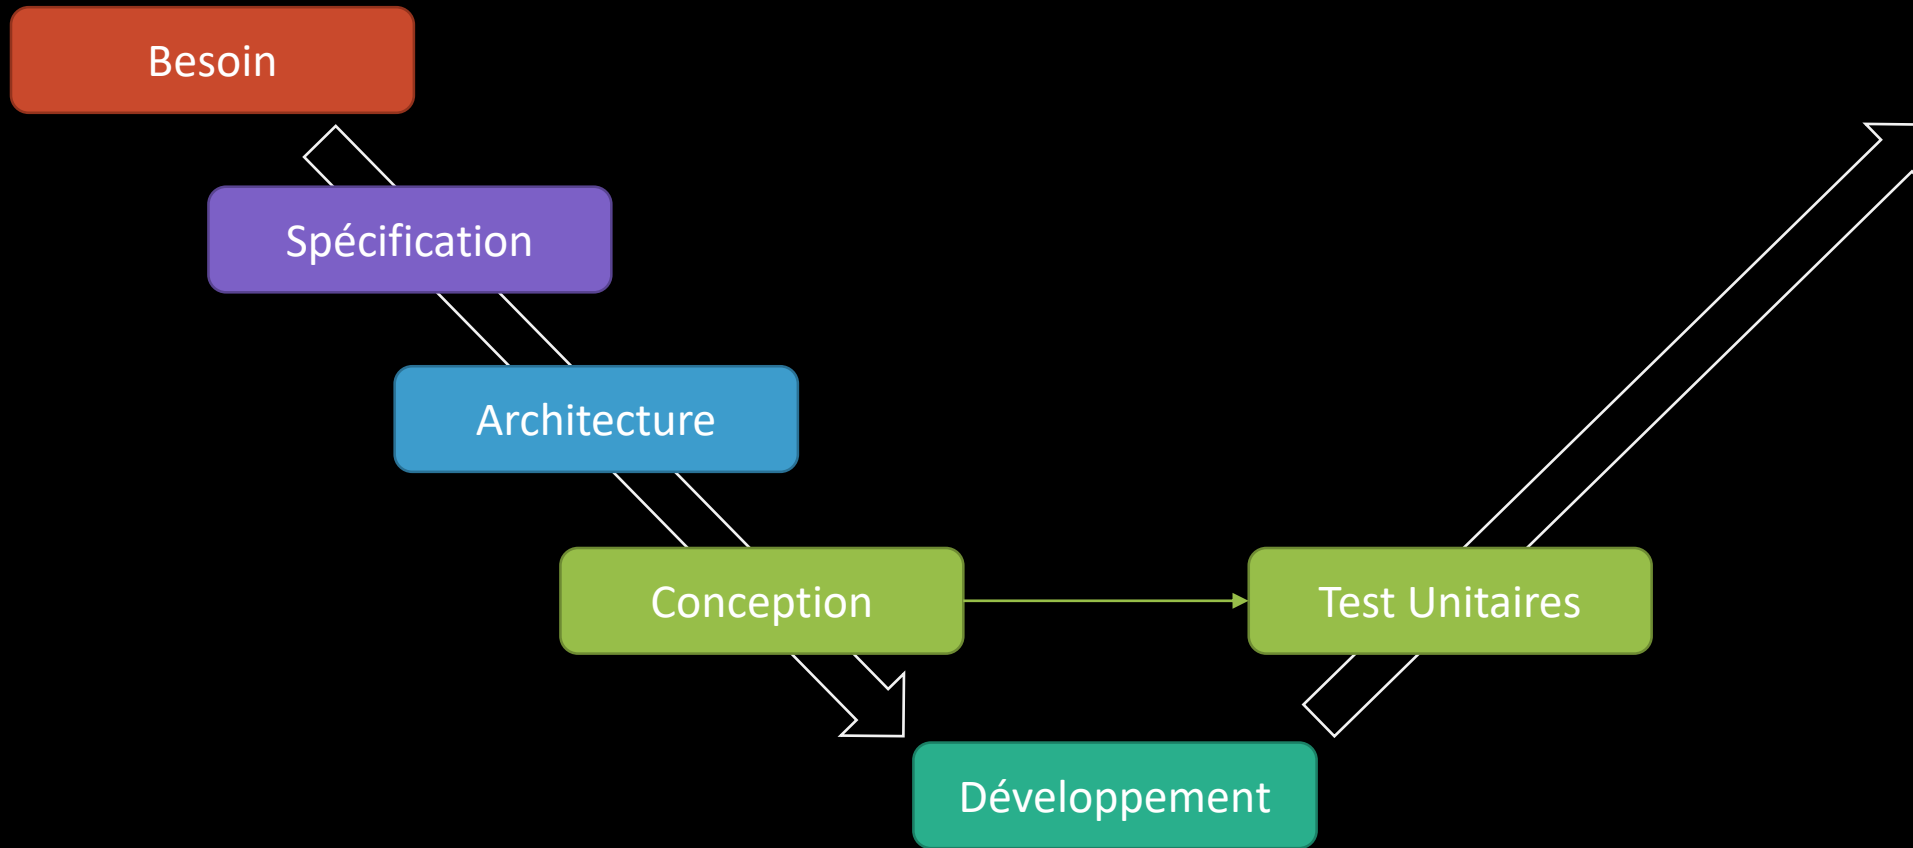 Besoin
Spécification
Architecture
Conception
Test Unitaires
Développement